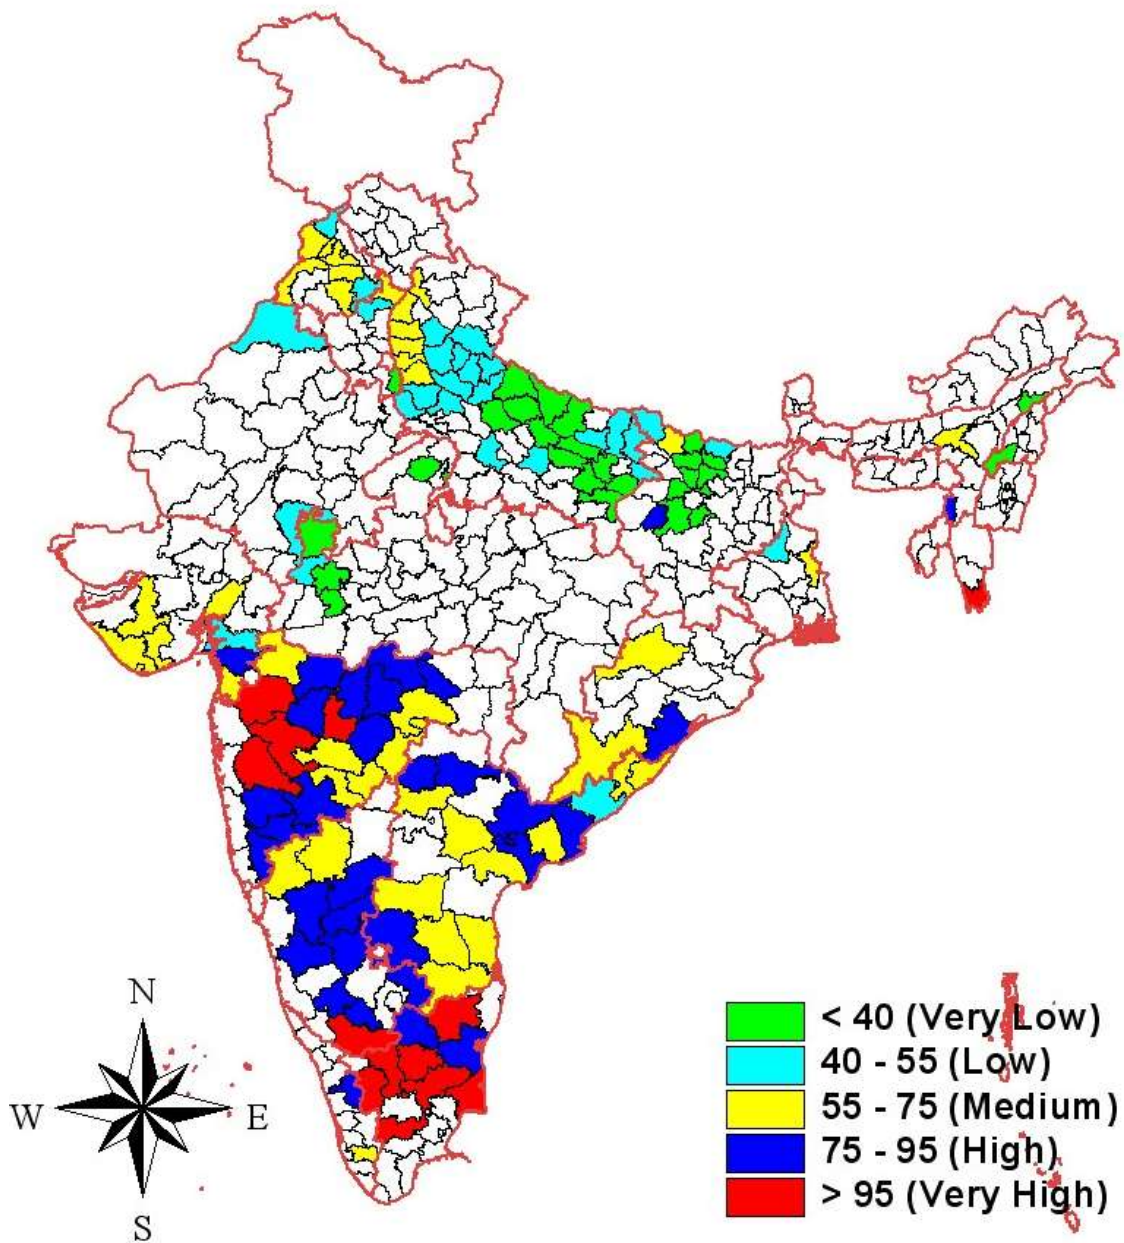 N
W E
S
< 40 (Very Low)
40 - 55 (Low)
55 - 75 (Medium)
75 - 95 (High)
> 95 (Very High)